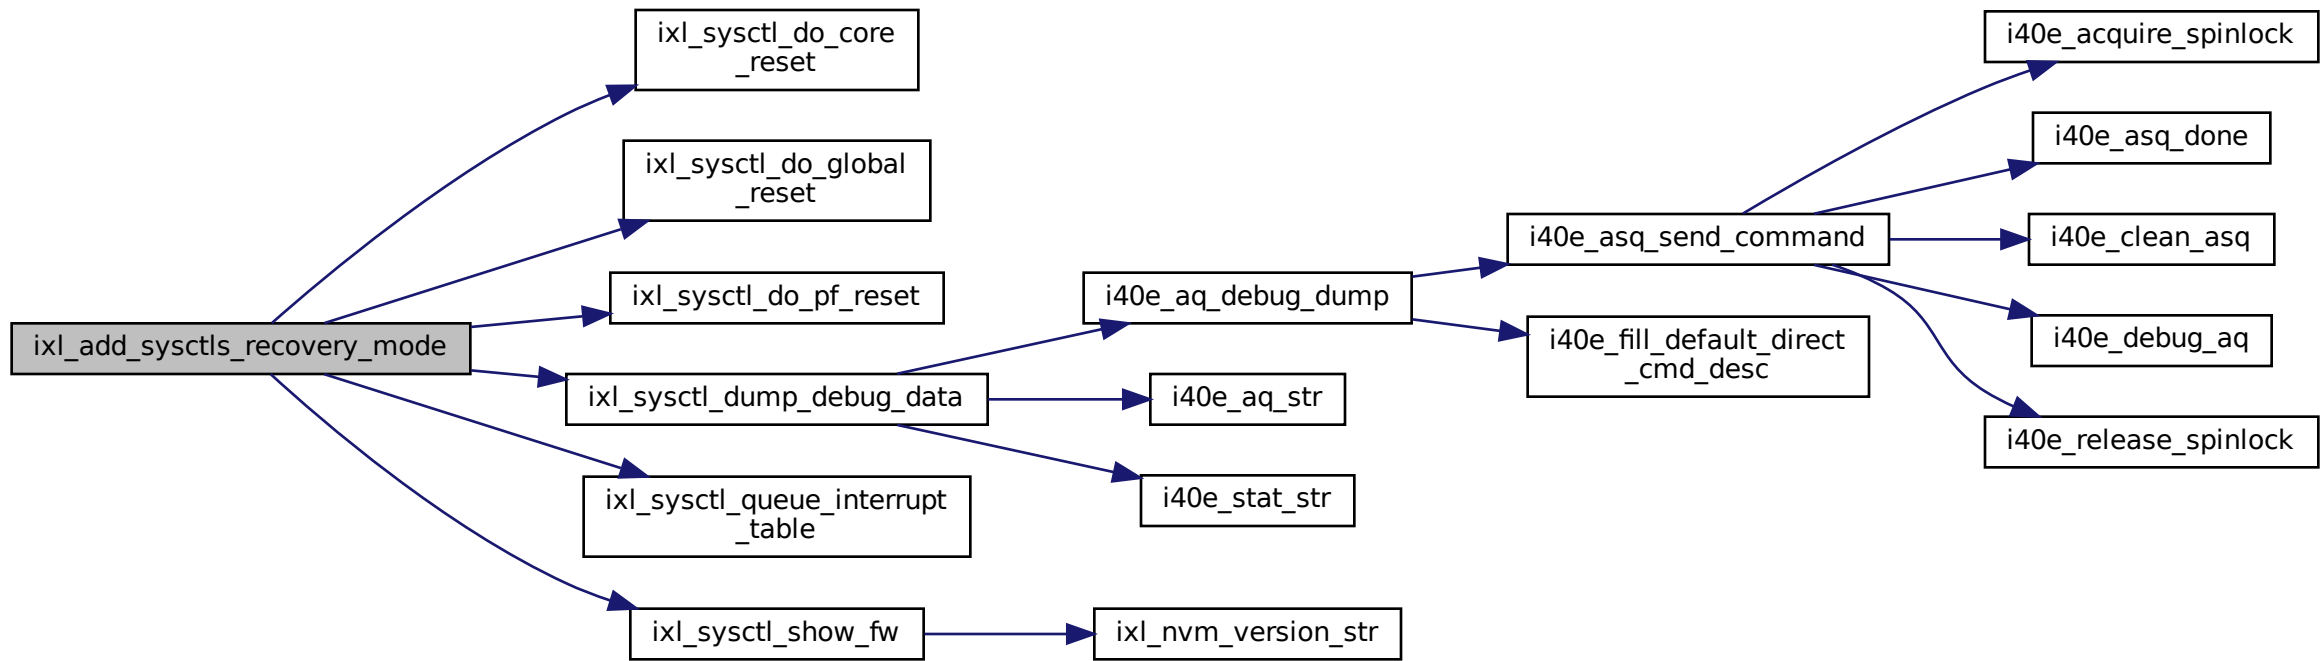 ixl_add_sysctls_recovery_mode
ixl_sysctl_do_core
_reset
ixl_sysctl_do_global
_reset
ixl_sysctl_do_pf_reset
ixl_sysctl_dump_debug_data
ixl_sysctl_queue_interrupt
_table
ixl_sysctl_show_fw
i40e_aq_debug_dump
i40e_aq_str
i40e_stat_str
ixl_nvm_version_str
i40e_asq_send_command
i40e_fill_default_direct
_cmd_desc
i40e_acquire_spinlock
i40e_asq_done
i40e_clean_asq
i40e_debug_aq
i40e_release_spinlock